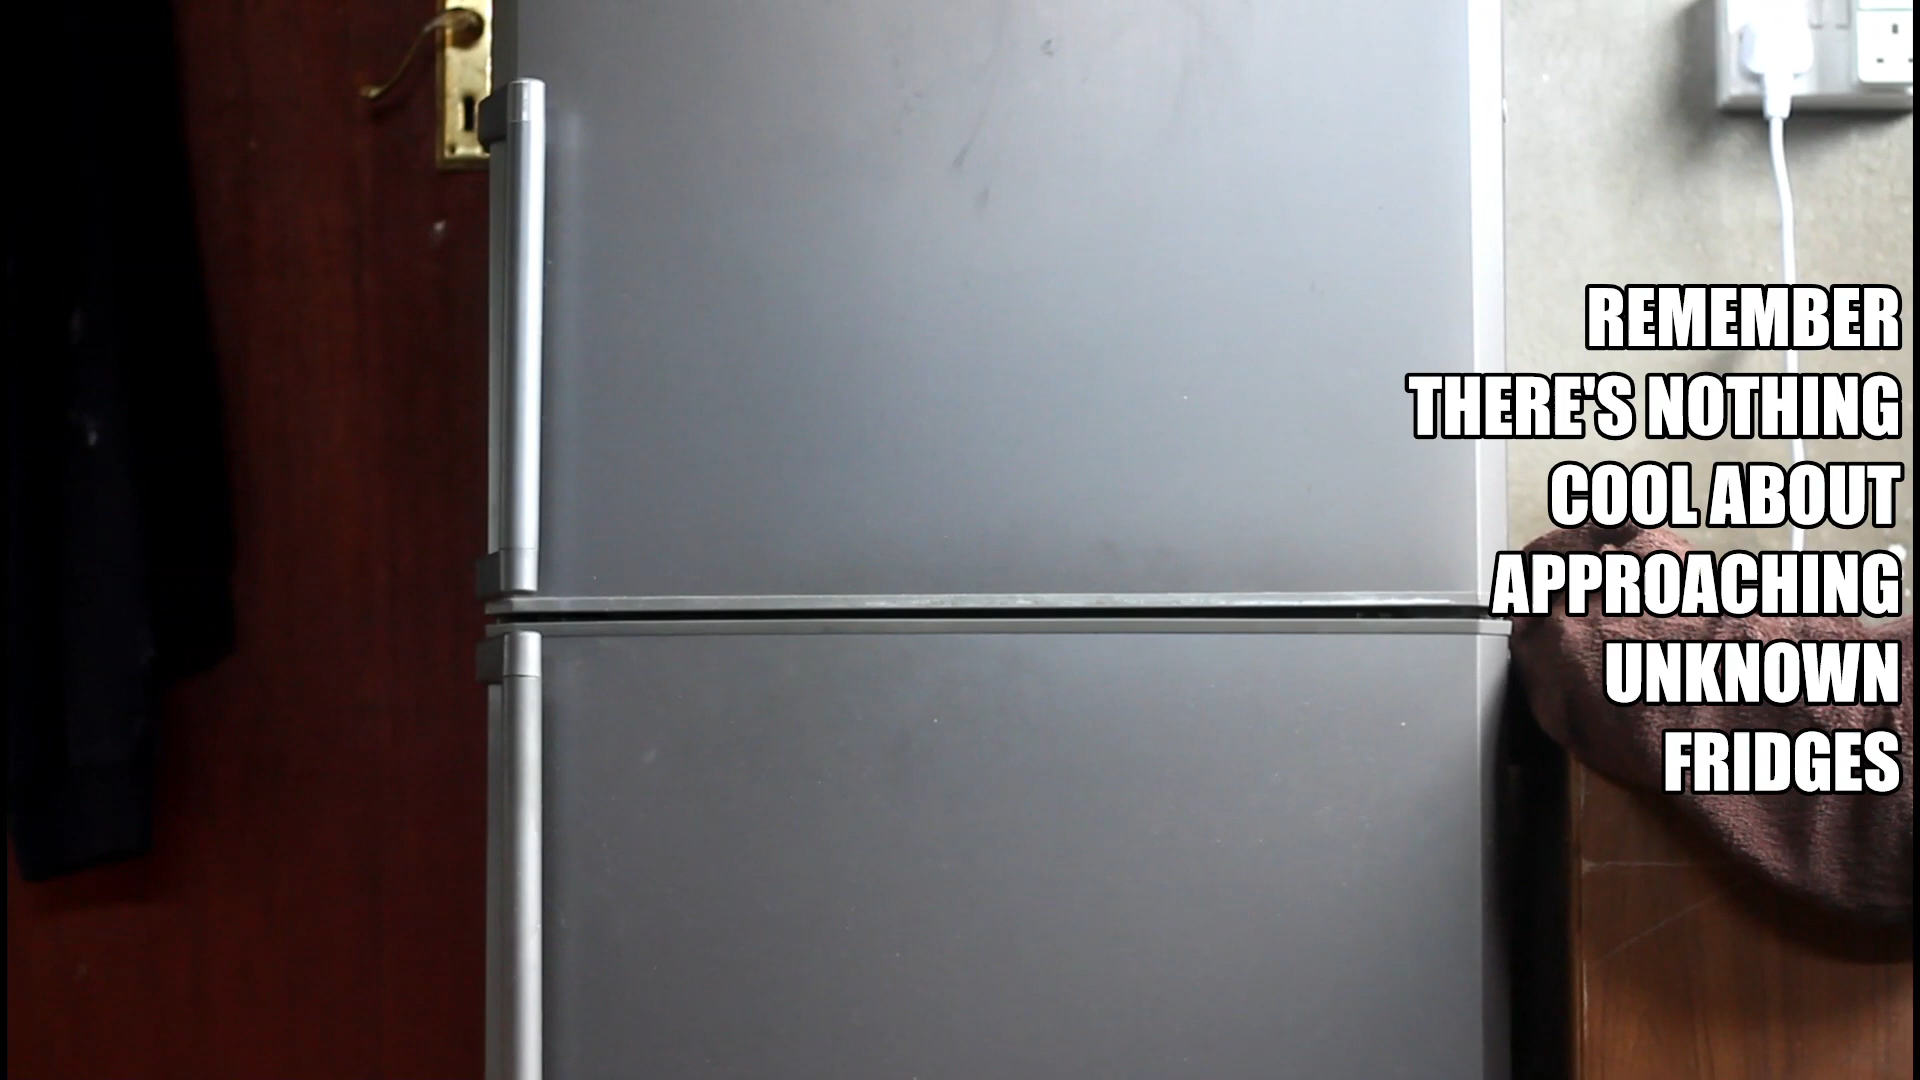 REMEMBER
THERE'S NOTHING
COOL ABOUT
APPROACHING
UNKNOWN
FRIDGES